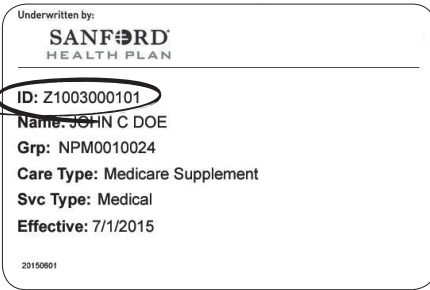 Underwritten by:
SANFORD
HEALTH PLAN
ID: Z1003000101
Name: JOHN C DOE
Grp: NPM0010024
Care Type: Medicare Supplement
Svc Type: Medical
Effective: 7/1/2015
20150601